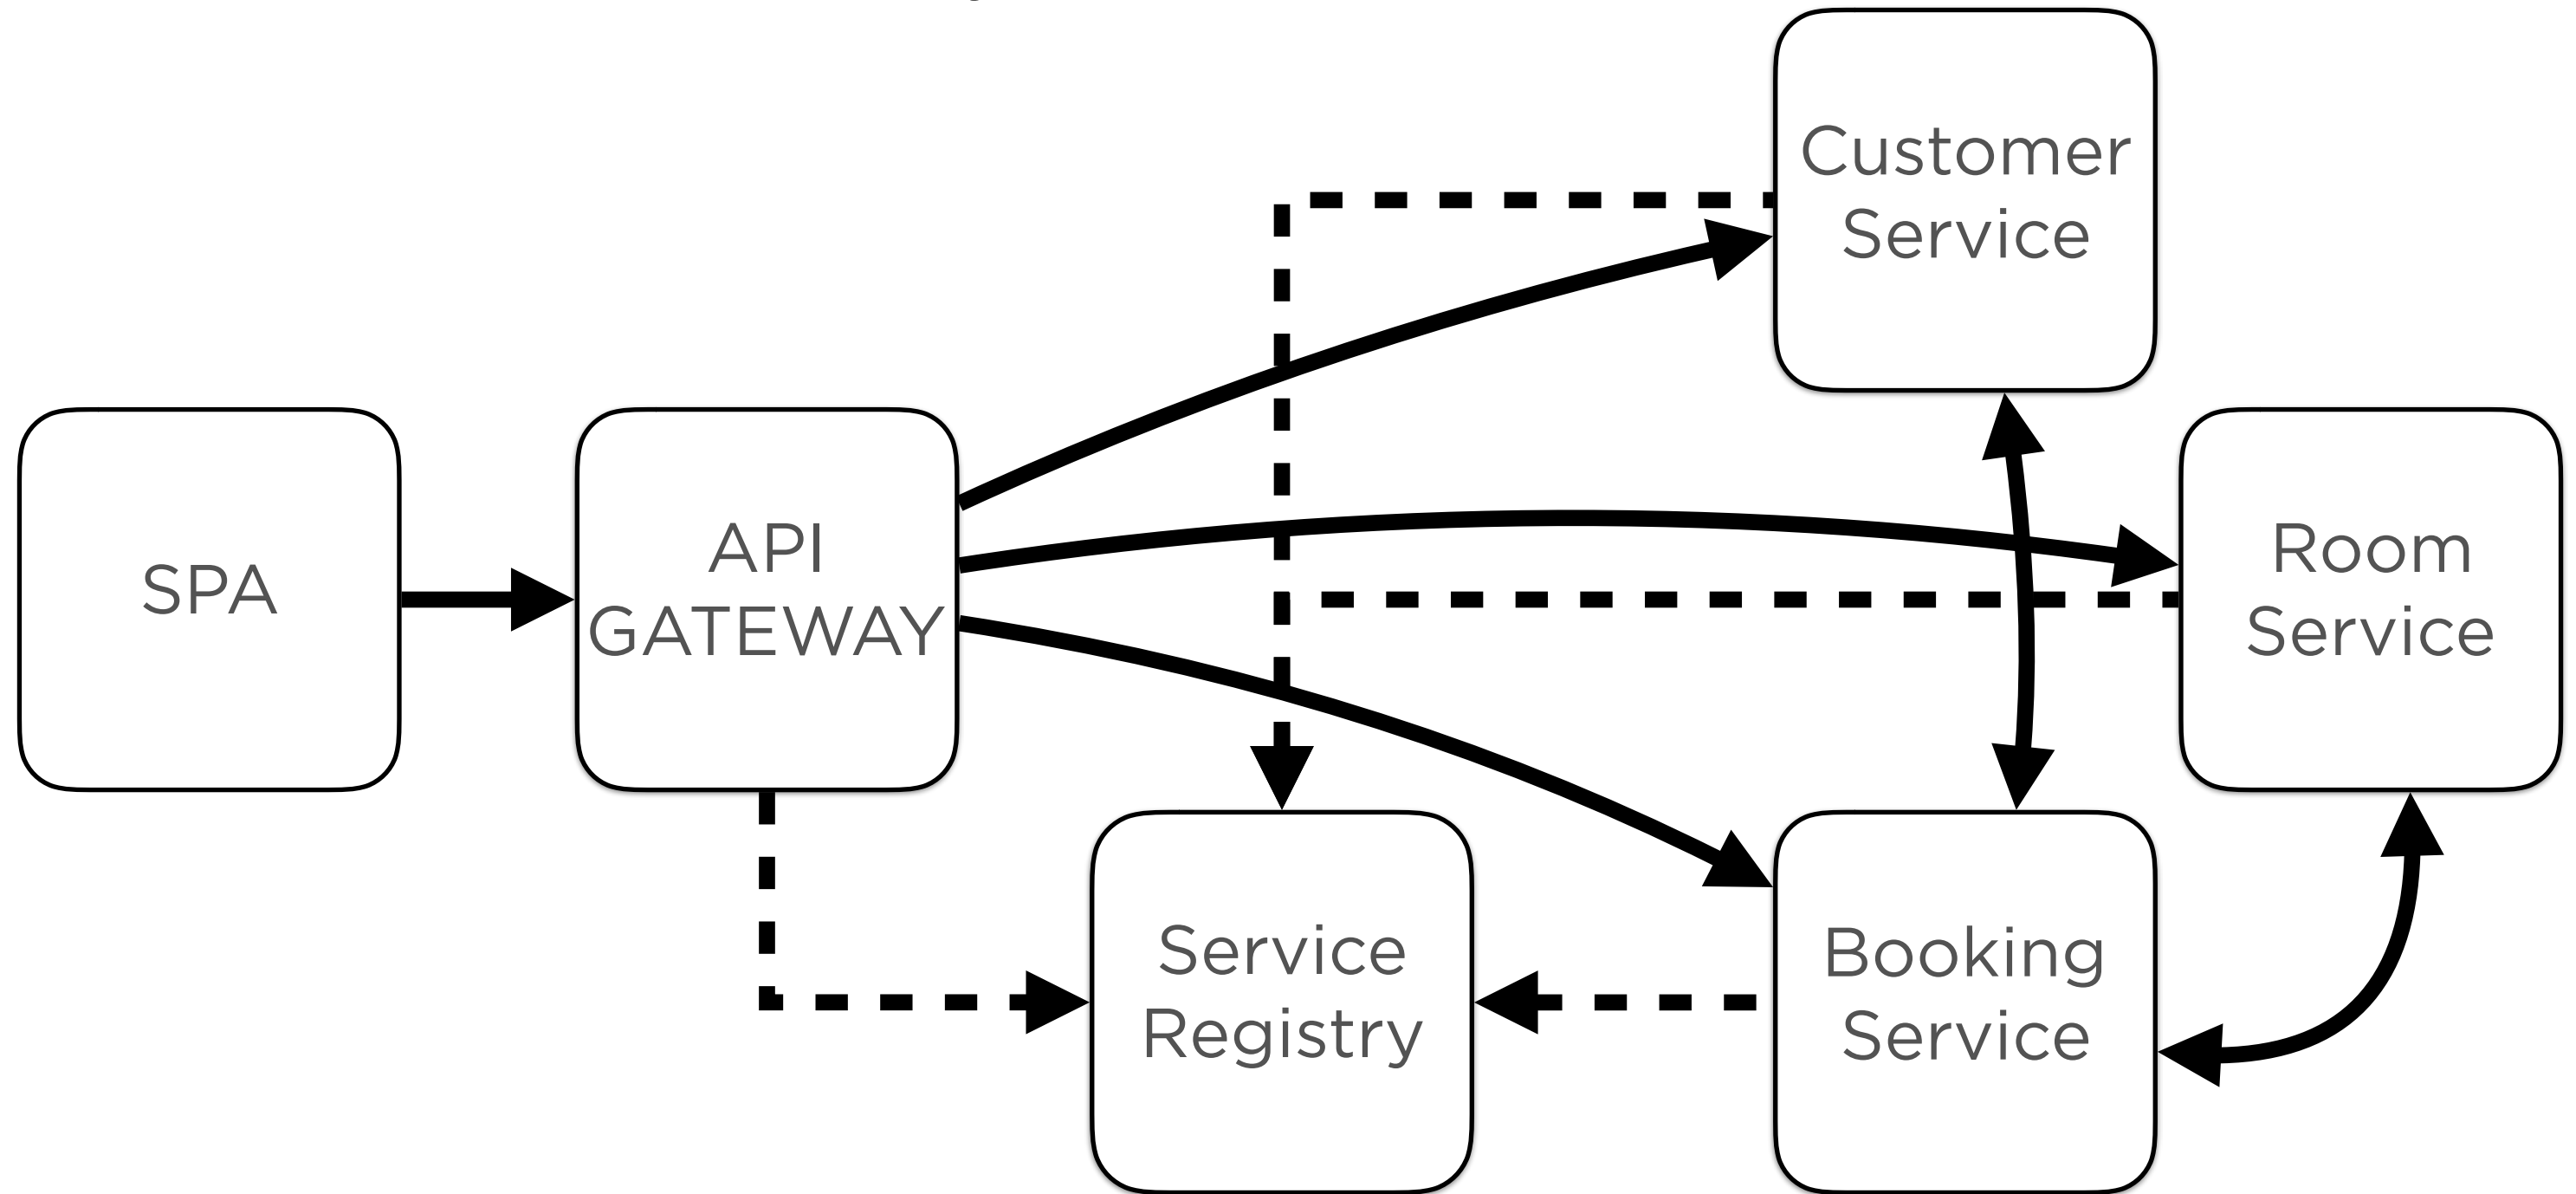 Customer
Service
SPA
API
GATEWAY
Room
Service
Service
Registry
Booking
Service